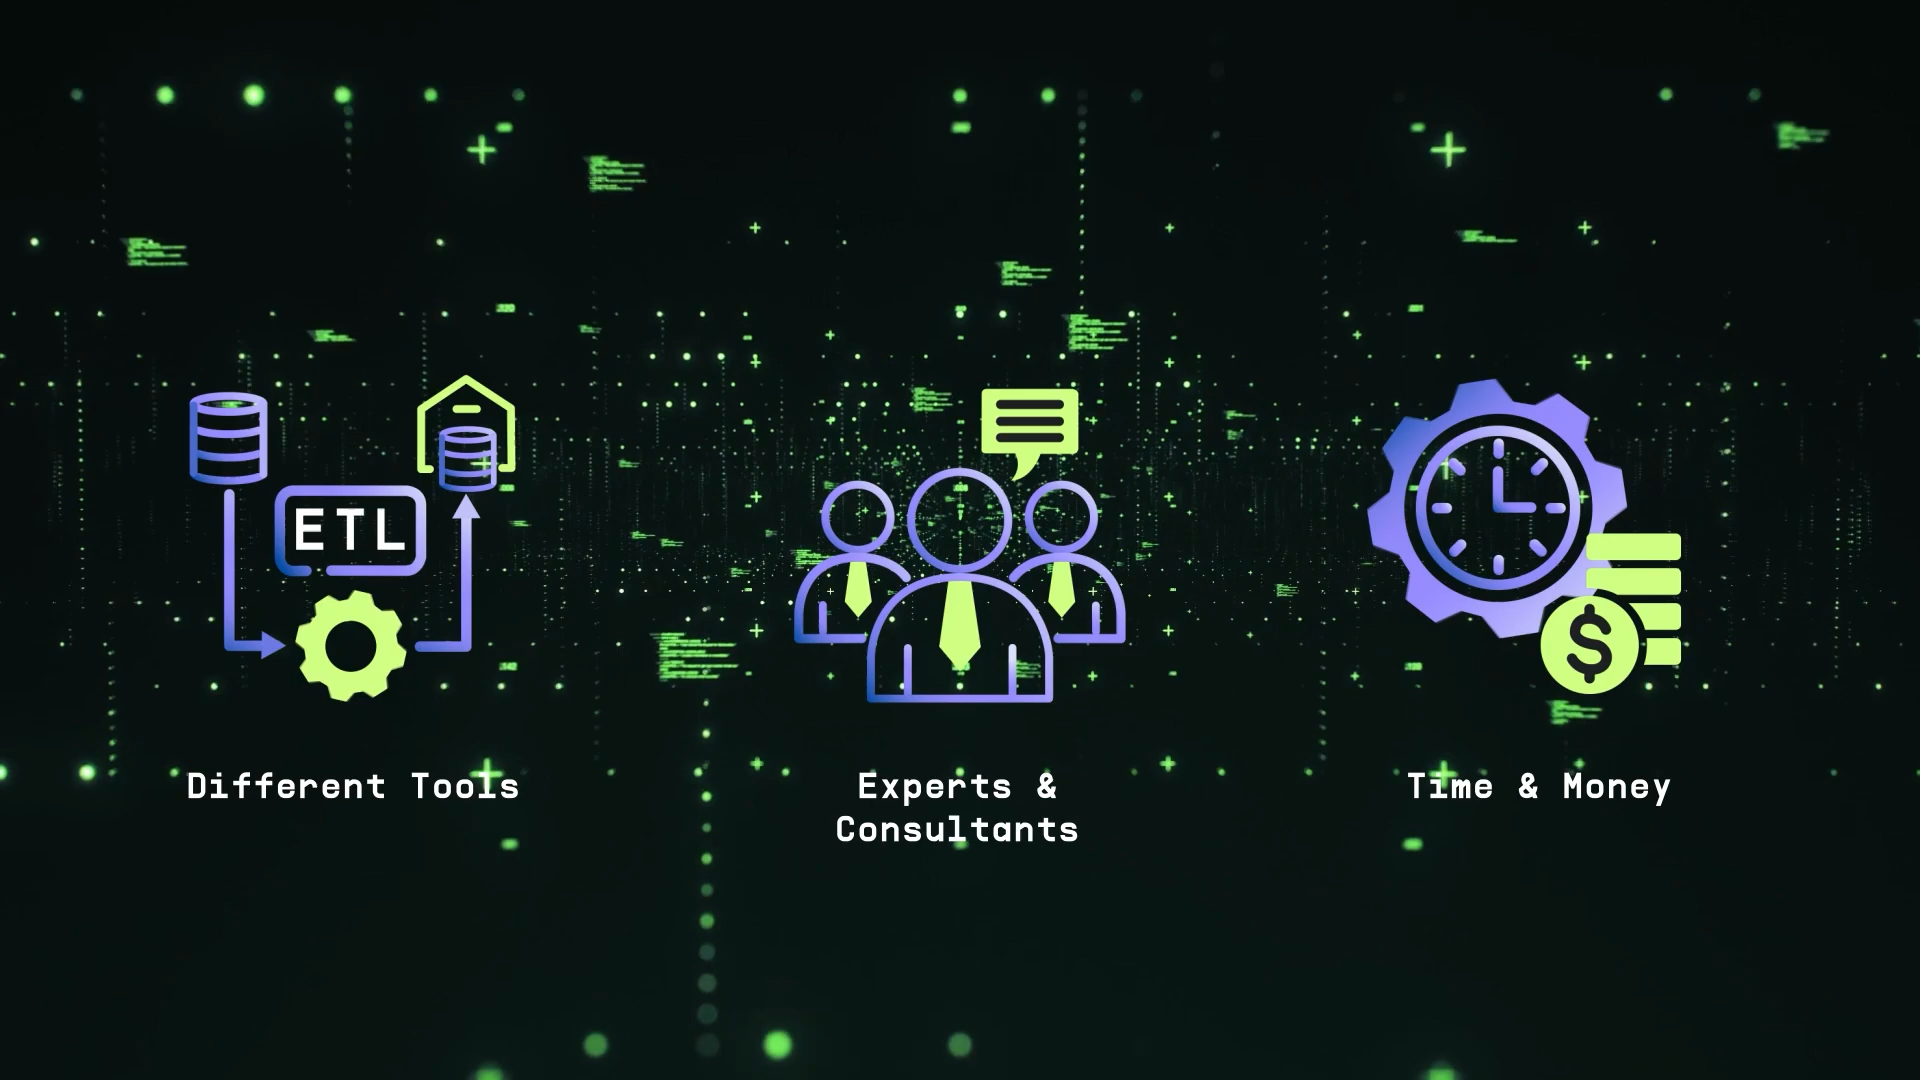 ETL
$
Different Tools
Experts &
Consultants
Time & Money